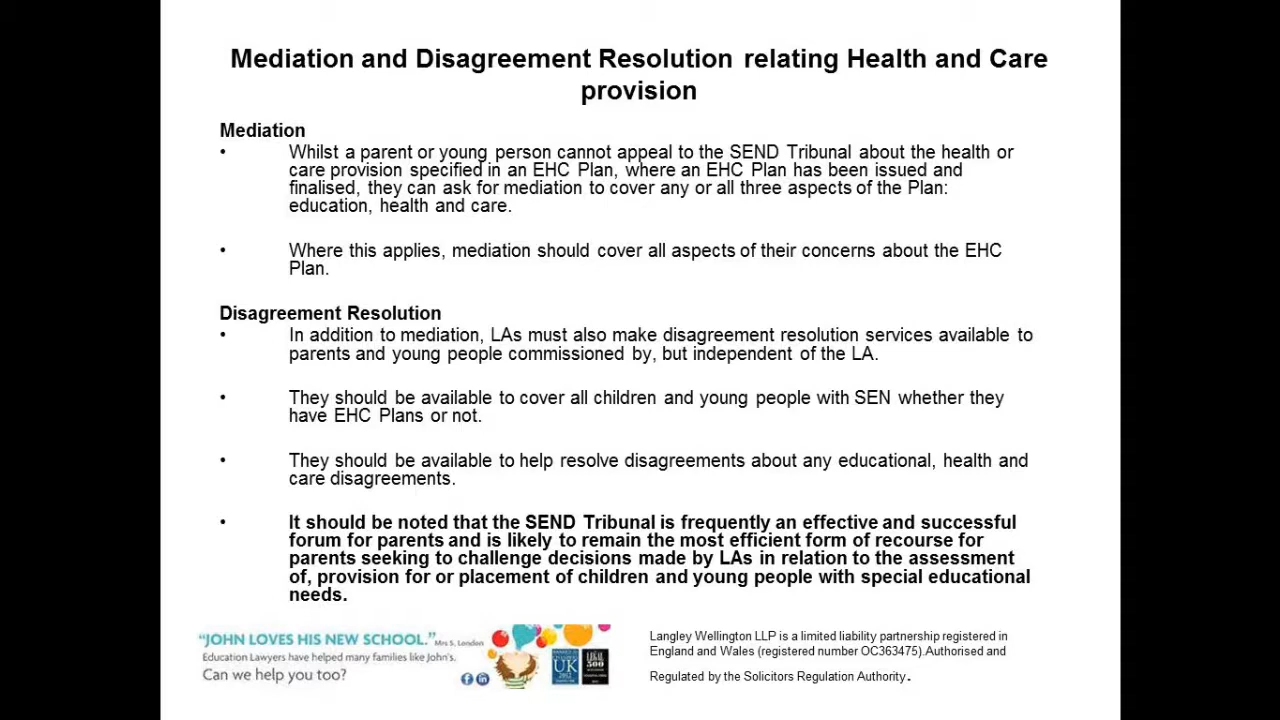 Mediation and Disagreement Resolution relating Health and Care
provision
Mediation
• Whilst a parent or young person cannot appeal to the SEND Tribunal about the health or
care provision specified in an EHC Plan, where an EHC Plan has been issued and
finalised, they can ask for mediation to cover any or all three aspects of the Plan:
education, health and care.
• Where this applies, mediation should cover all aspects of their concerns about the EHC
Plan.
Disagreement Resolution
• In addition to mediation, LAs must also make disagreement resolution services available to
parents and young people commissioned by, but independent of the LA.
• They should be available to cover all children and young people with SEN whether they
have EHC Plans or not.
• They should be available to help resolve disagreements about any educational, health and
care disagreements.
• It should be noted that the SEND Tribunal is frequently an effective and successful
forum for parents and is likely to remain the most efficient form of recourse for
parents seeking to challenge decisions made by LAs in relation to the assessment
of, provision for or placement of children and young people with special educational
needs.
“JOHN LOVES HIS NEW SCHOOL.” Mrs S, London
Education Lawyers have helped many families like John's.
Can we help you too?
f in
UK
2012
500
Langley Wellington LLP is a limited liability partnership registered in
England and Wales (registered number OC363475).Authorised and
Regulated by the Solicitors Regulation Authority.